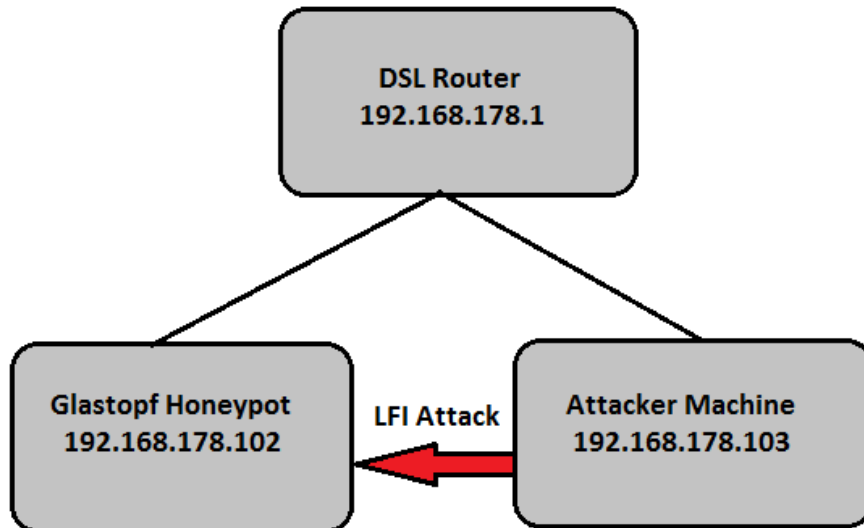 DSL Router
192.168.178.1
Glastopf Honeypot
192.168.178.102
LFI Attack
Attacker Machine
192.168.178.103